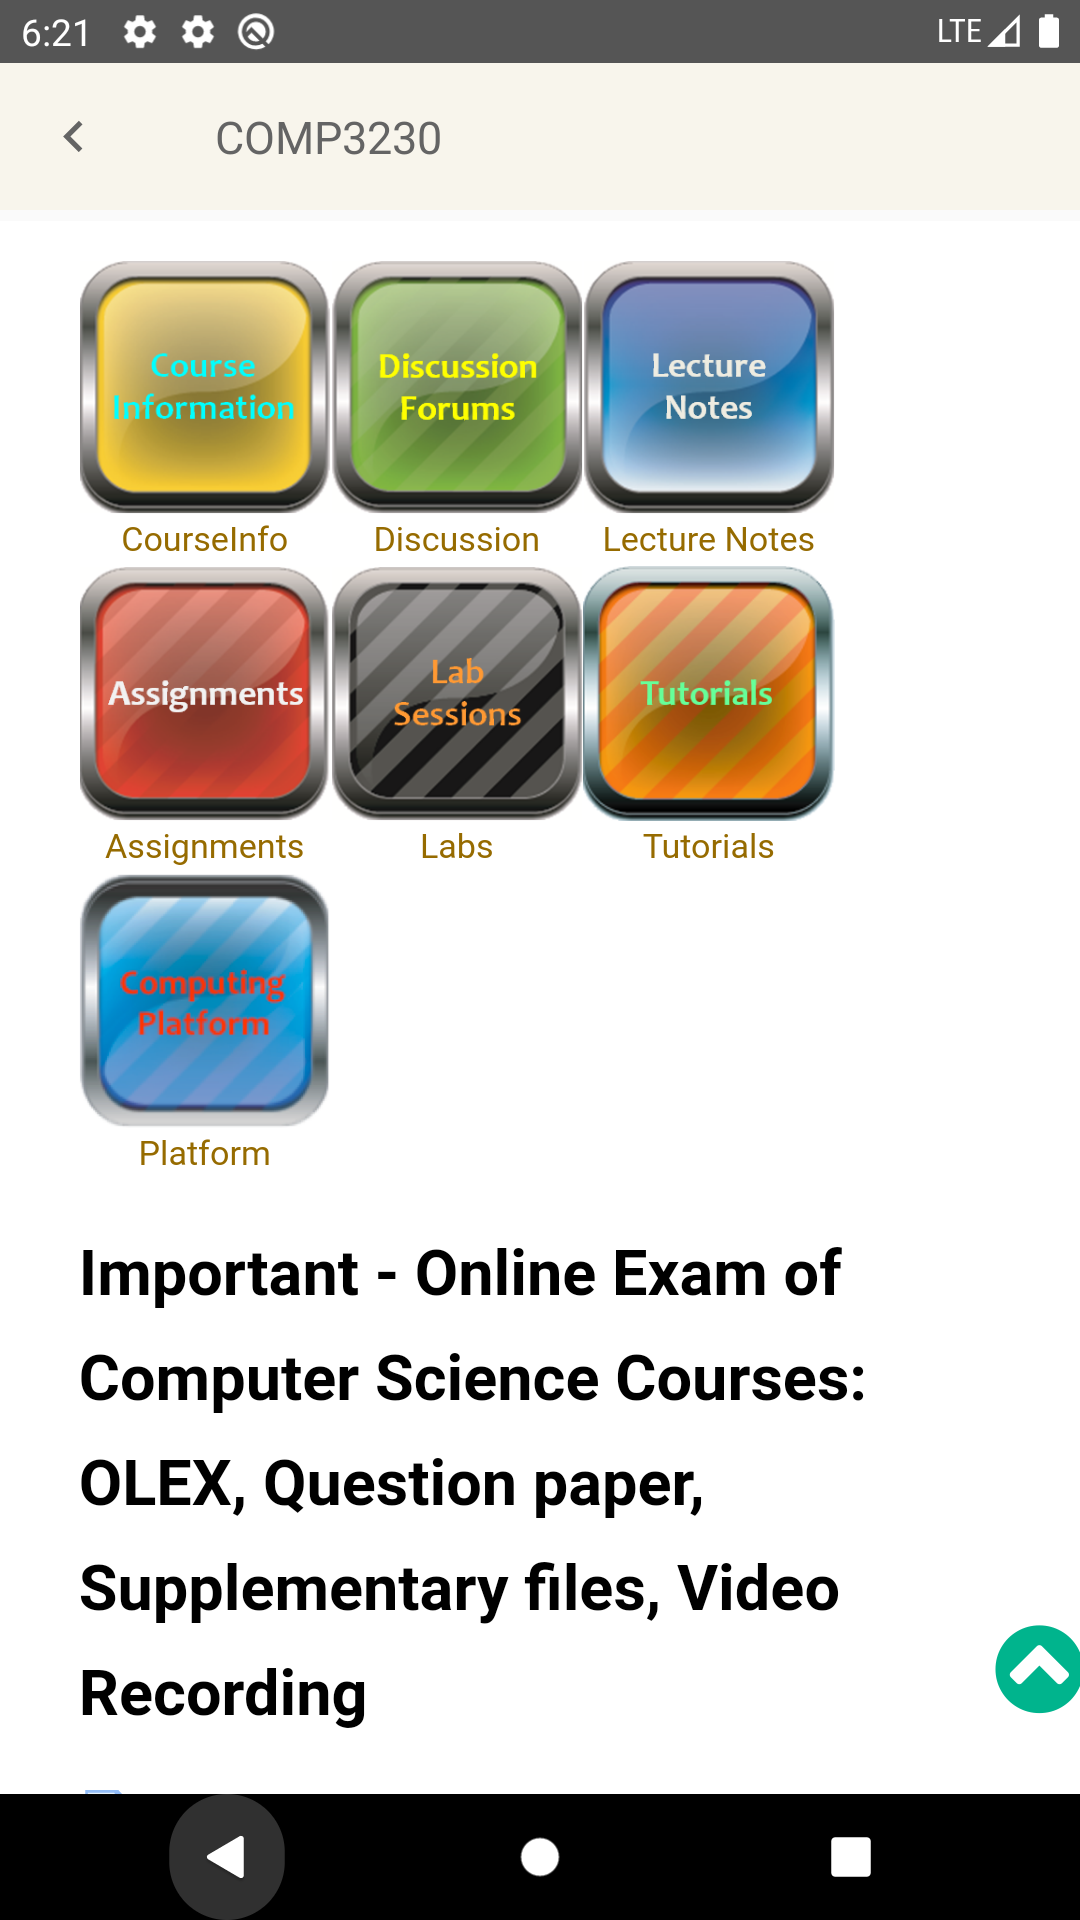 6:21
LTE
COMP3230
Course
Information
Discussion
Forums
Lecture
Notes
CourseInfo
Discussion
Lecture Notes
Assignments
Lab
Sessions
Tutorials
Assignments
Labs
Tutorials
Computing
Platform
Platform
Important - Online Exam of
Computer Science Courses:
OLEX, Question paper,
Supplementary files, Video
Recording